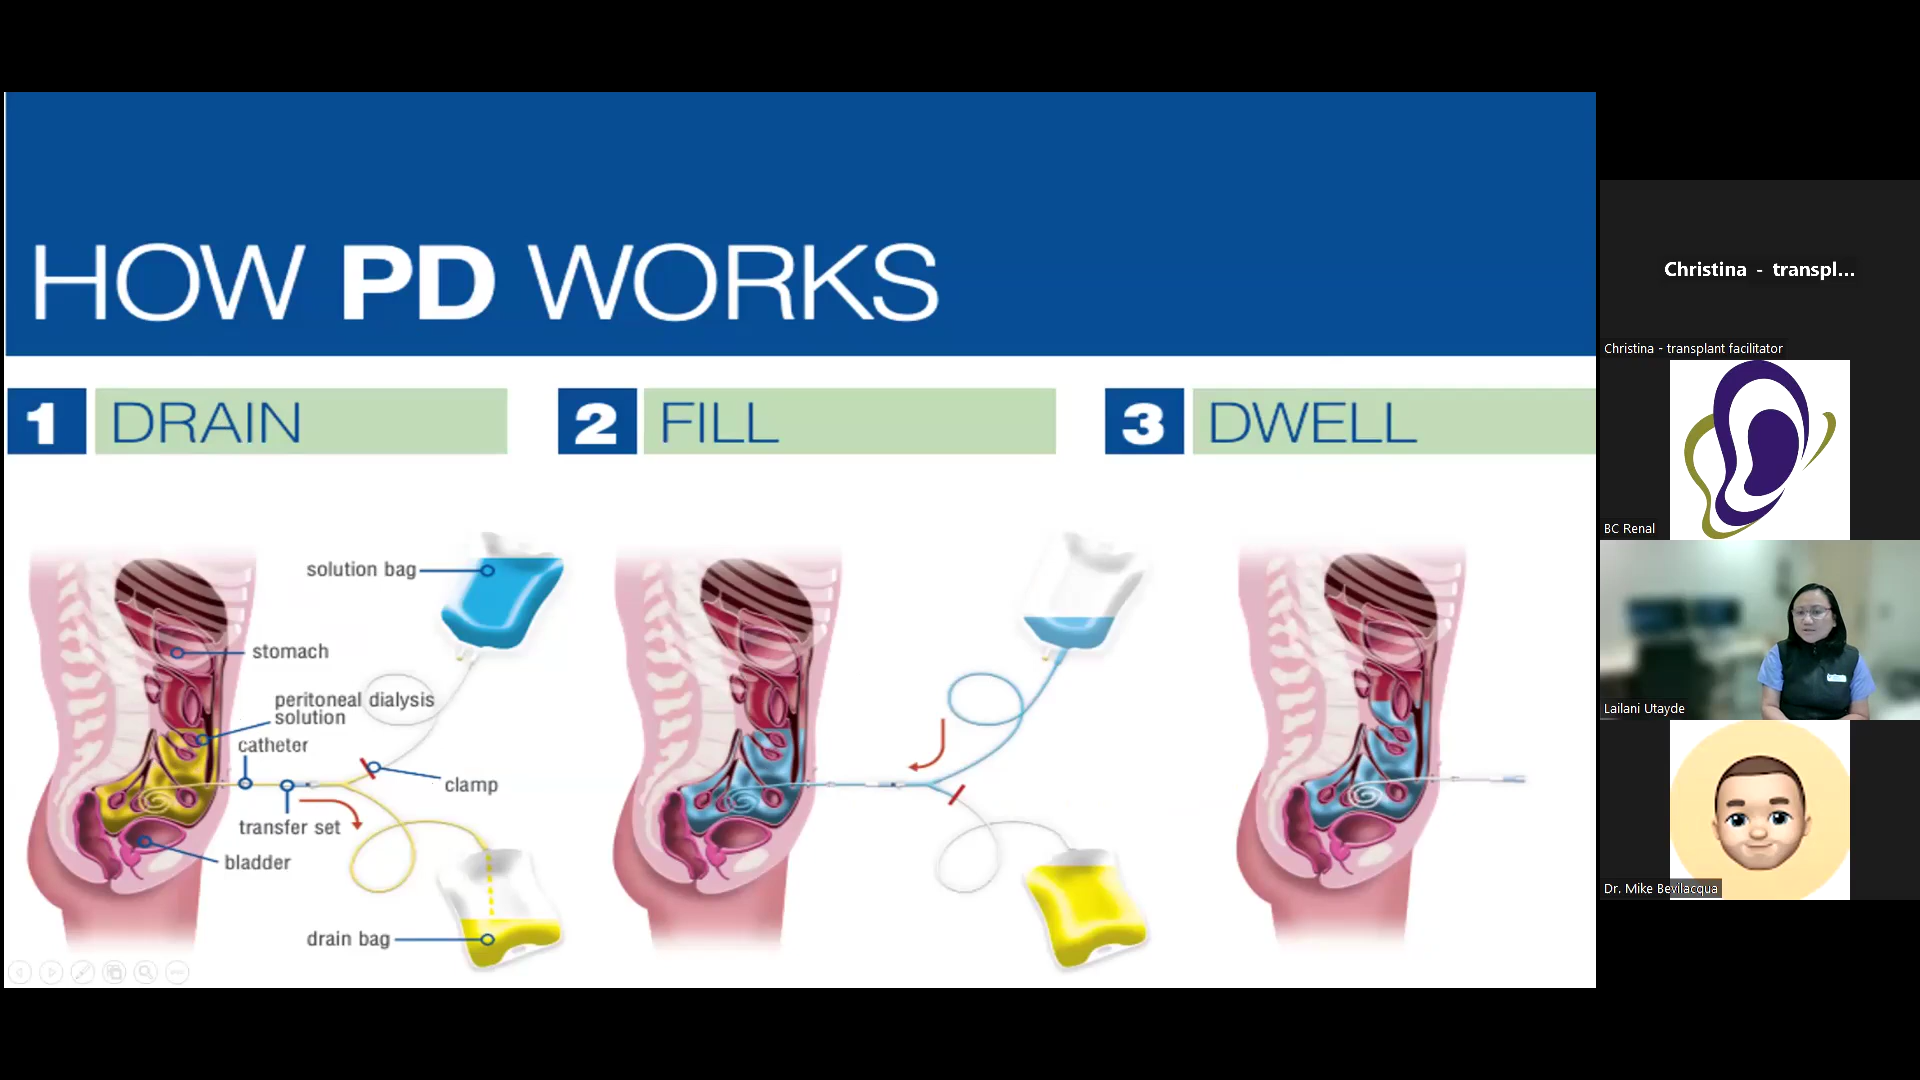 HOW PD WORKS
1 DRAIN
2 FILL
3 DWELL
solution bag
stomach
peritoneal dialysis
solution
catheter
clamp
transfer set
bladder
drain bag
Christina - transpl...
Christina - transplant facilitator
BC Renal
Lailani Utayde
Dr. Mike Bevilacqua